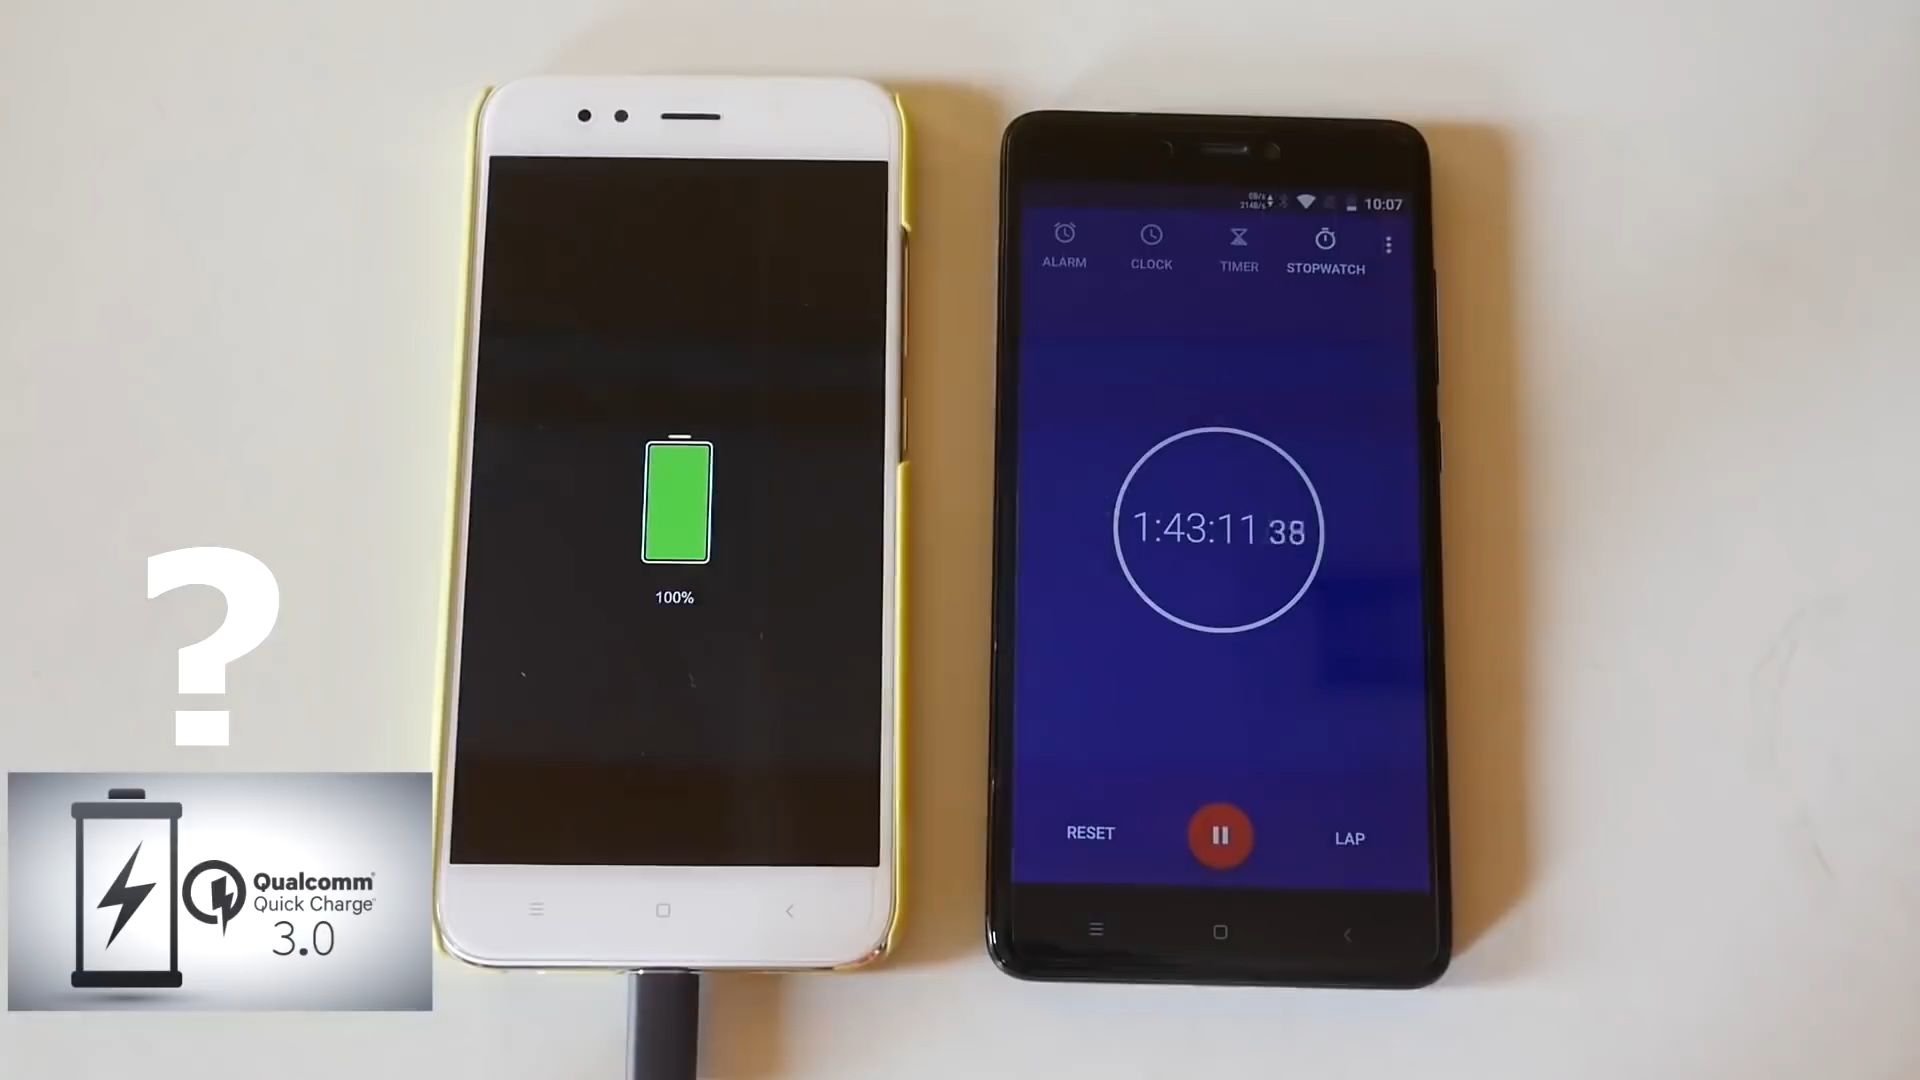 10:07
ALARM
CLOCK
TIMER
STOPWATCH
1:43:11 38
100%
?
RESET
LAP
Qualcomm
Quick Charge
3.0